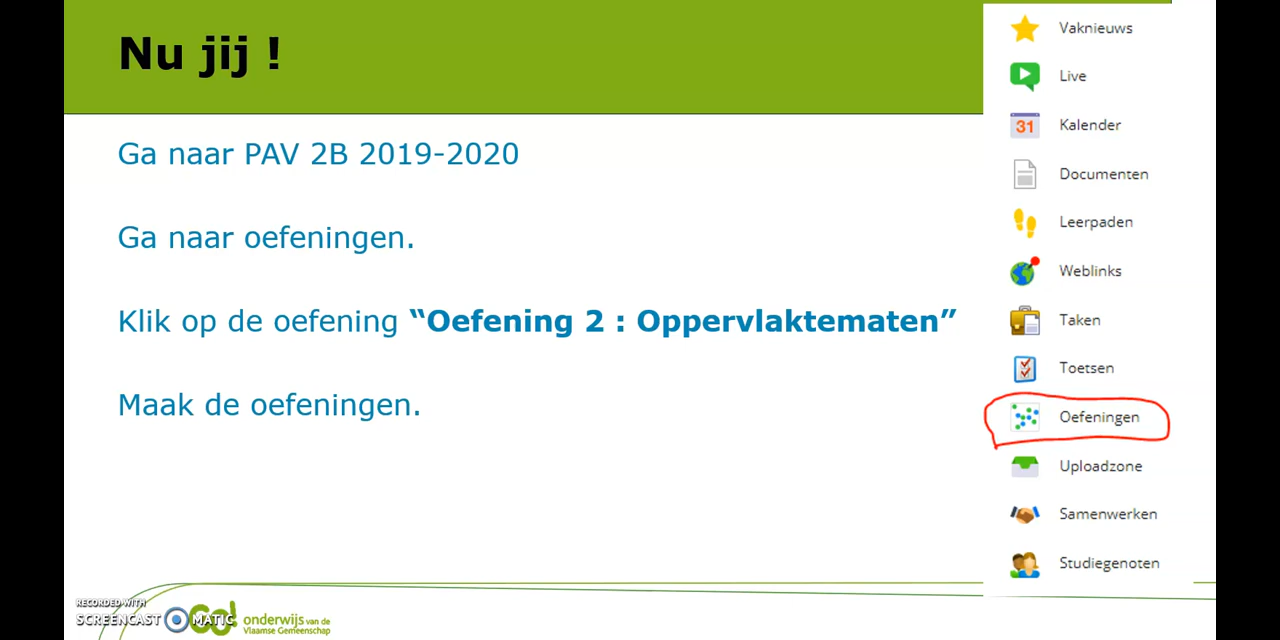 Nu jij !
Ga naar PAV 2B 2019-2020
Ga naar oefeningen.
Klik op de oefening “Oefening 2 : Oppervlaktematen”
Maak de oefeningen.
Vaknieuws
Live
31
Kalender
Documenten
Leerpaden
Weblinks
Taken
Toetsen
Oefeningen
Uploadzone
Samenwerken
Studiegenoten
RECORDED WITH
SCREENCAST MATIC
GO!
onderwijs van de
Vlaamse Gemeenschap